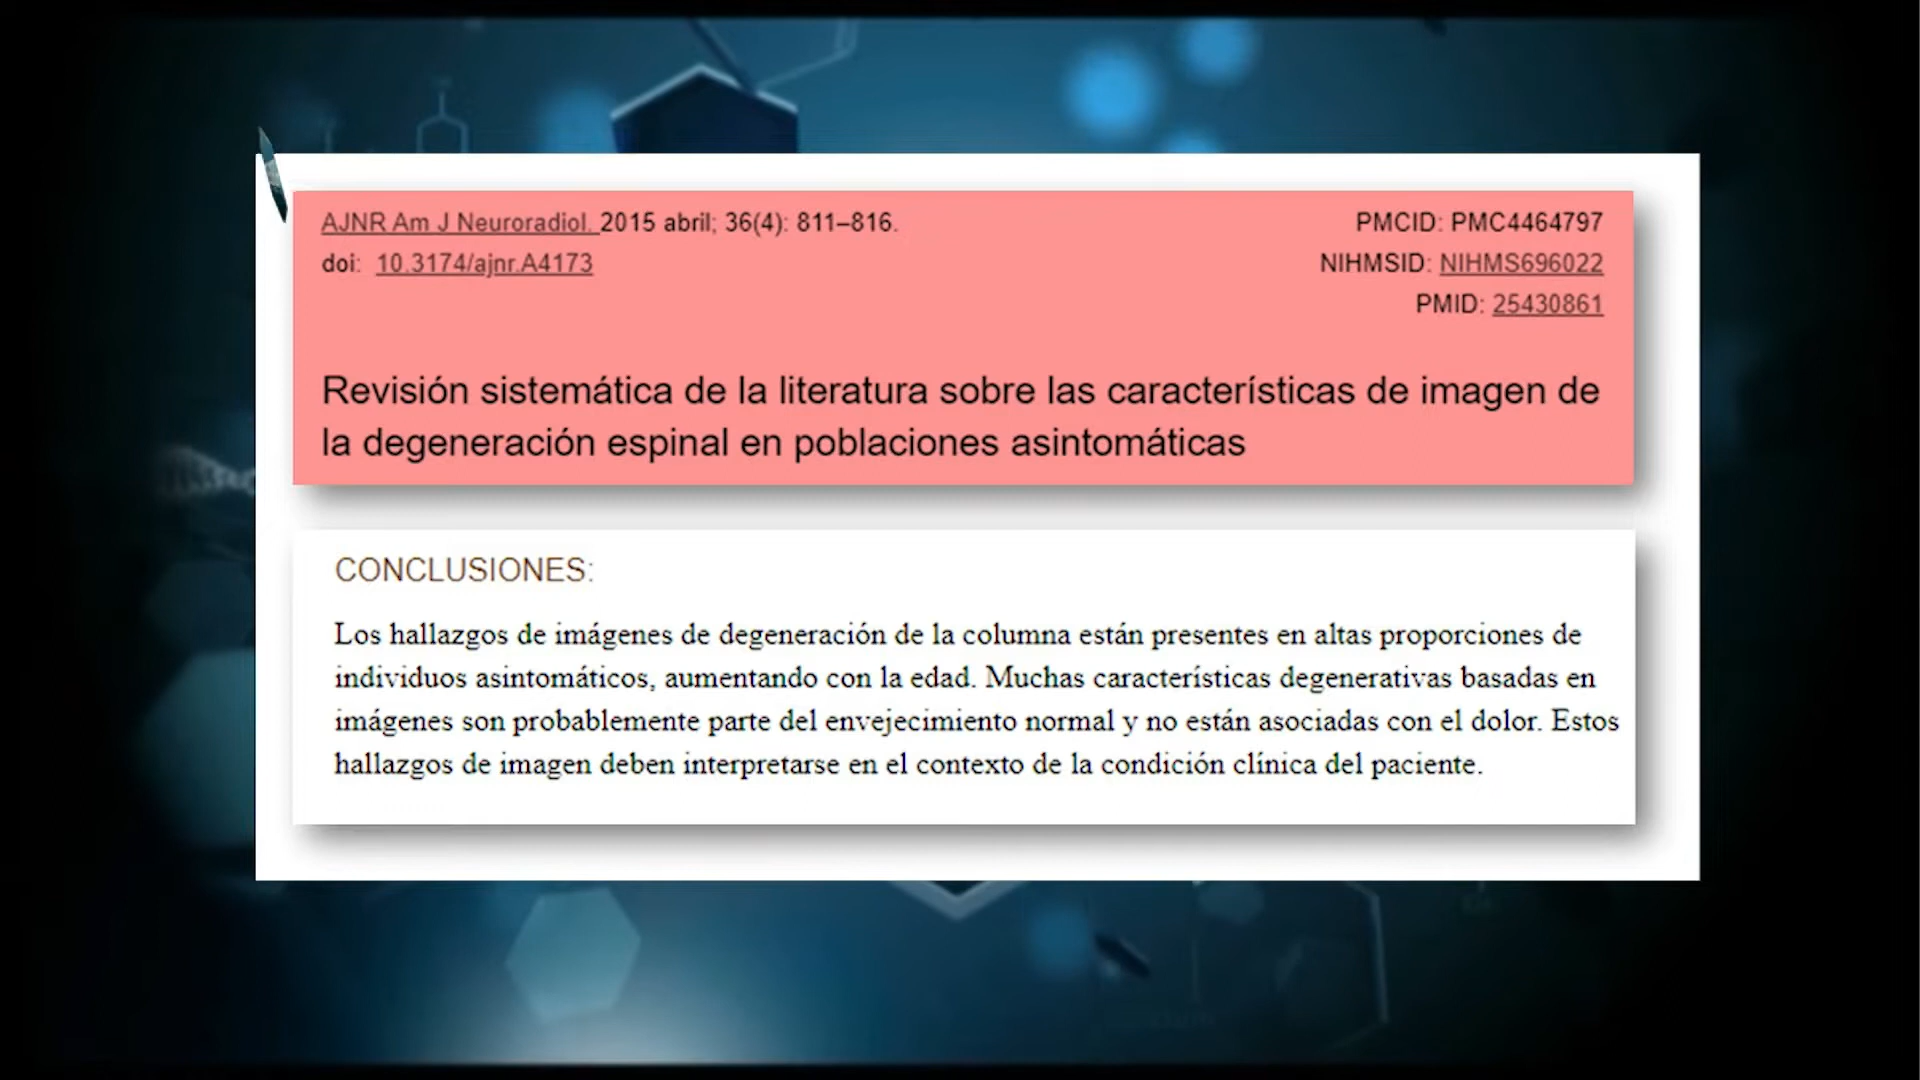 AJNR Am J Neuroradiol. 2015 abril; 36(4): 811–816.
doi: 10.3174/ajnr.A4173
PMCID: PMC4464797
NIHMSID: NIHMS696022
PMID: 25430861
Revisión sistemática de la literatura sobre las características de imagen de
la degeneración espinal en poblaciones asintomáticas
CONCLUSIONES:
Los hallazgos de imágenes de degeneración de la columna están presentes en altas proporciones de
individuos asintomáticos, aumentando con la edad. Muchas características degenerativas basadas en
imágenes son probablemente parte del envejecimiento normal y no están asociadas con el dolor. Estos
hallazgos de imagen deben interpretarse en el contexto de la condición clínica del paciente.